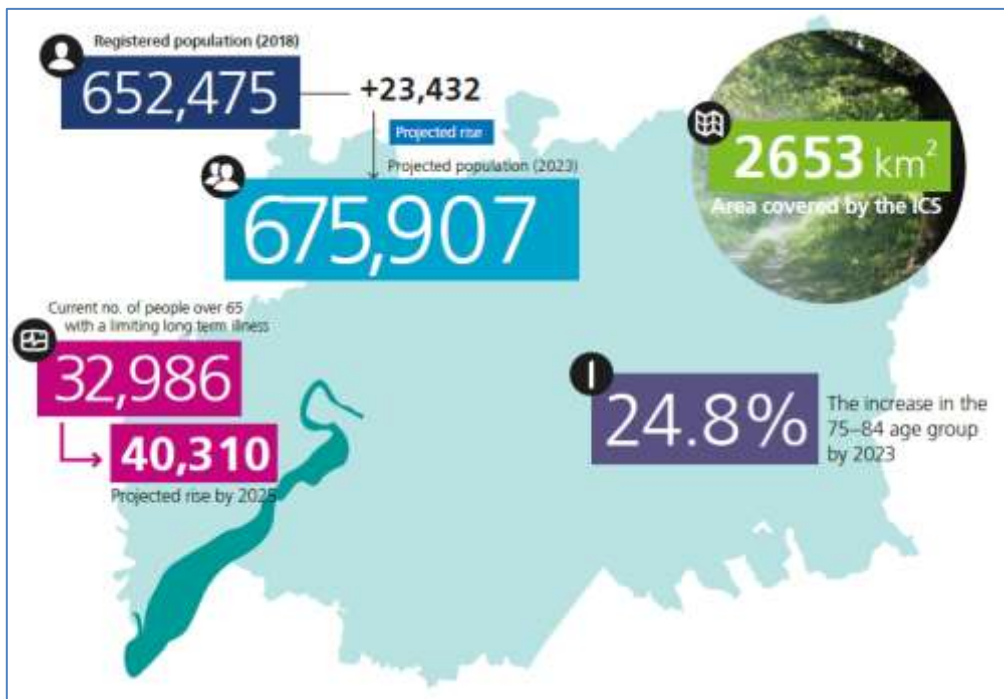 Registered population (2018)
652,475
+23,432
Projected rise
Projected population (2023)
675,907
2653 km²
Area covered by the ICS
Current no. of people over 65
with a limiting long term illness
32,986
40,310
Projected rise by 2025
24.8%
The increase in the
75–84 age group
by 2023